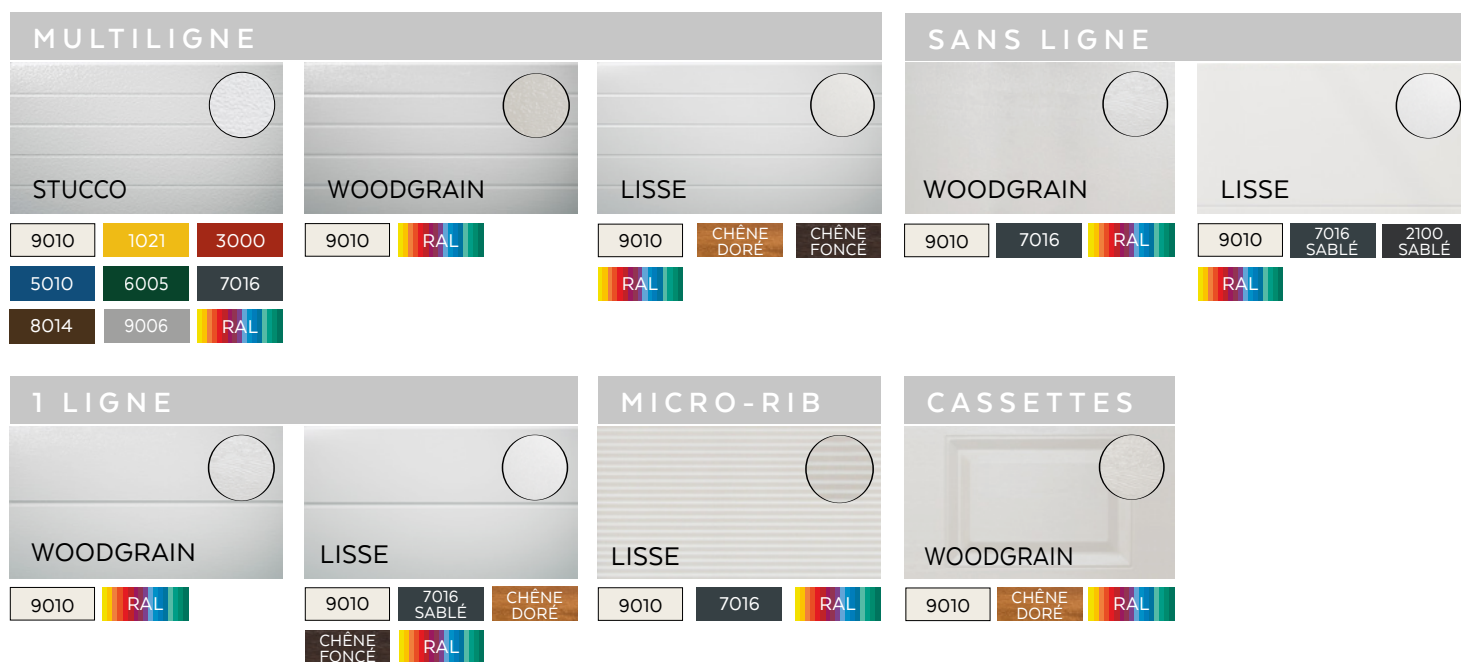 MULTILIGNE
STUCCO
9010 1021 3000
5010 6005 7016
8014 9006 RAL
WOODGRAIN
9010 RAL
LISSE
9010 CHÊNE DORÉ CHÊNE FONCÉ
RAL
SANS LIGNE
WOODGRAIN
9010 7016 RAL
LISSE
9010 7016 SABLÉ 2100 SABLÉ
RAL
1 LIGNE
WOODGRAIN
9010 RAL
LISSE
9010 7016 SABLÉ CHÊNE DORÉ
CHÊNE FONCÉ RAL
MICRO-RIB
LISSE
9010 7016 RAL
CASSETTES
WOODGRAIN
9010 CHÊNE DORÉ RAL